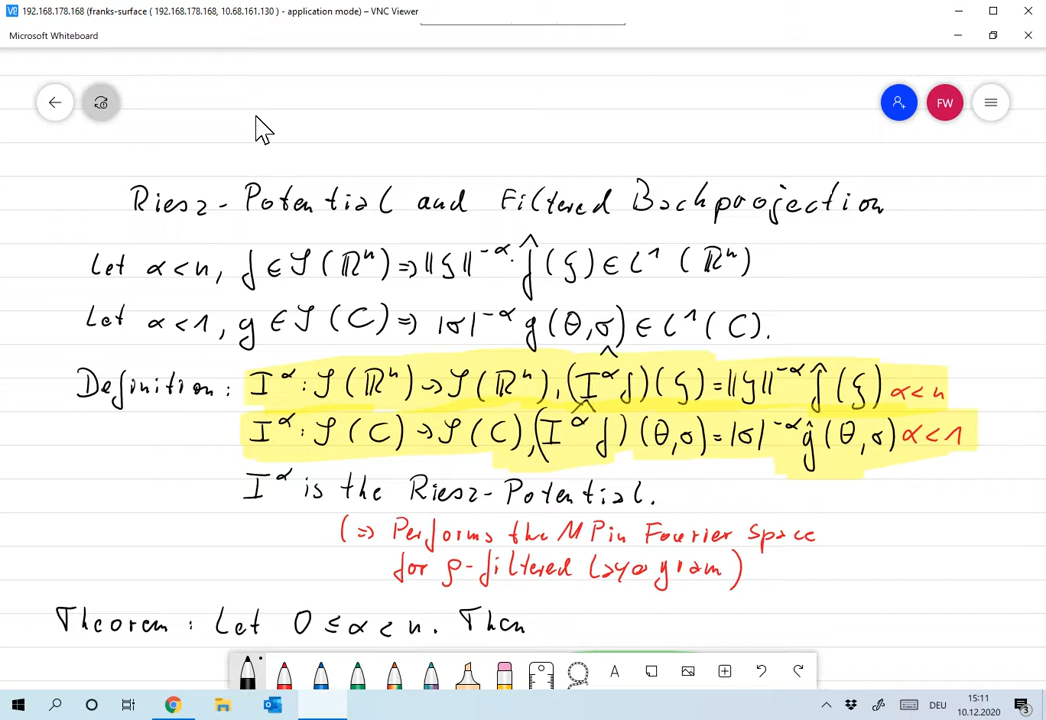 192.168.178.168 (franks-surface ( 192.168.178.168, 10.68.161.130 ) - application mode) – VNC Viewer
Microsoft Whiteboard
FW
Riesz-Potential and Filtered Backprojection
Let α<n, f ∈ 𝒮(ℝⁿ) ⇒ ‖ξ‖^-α · f̂(ξ) ∈ L¹(ℝⁿ)
Let α<1, g ∈ 𝒮(C) ⇒ |σ|^-α ĝ(θ,σ) ∈ L¹(C).
Definition: I^α: 𝒮(ℝⁿ) → 𝒮(ℝⁿ), (I^α f)^(ξ) = ‖ξ‖^-α f̂(ξ) α<n
I^α: 𝒮(C) → 𝒮(C), (I^α f)^(θ,σ) = |σ|^-α ĝ(θ,σ) α<1
I^α is the Riesz-Potential.
(⇒ Performs the MP in Fourier space
for ρ-filtered layogram)
Theorem: Let 0 ≤ α < n. Then
A
DEU
15:11
10.12.2020
3